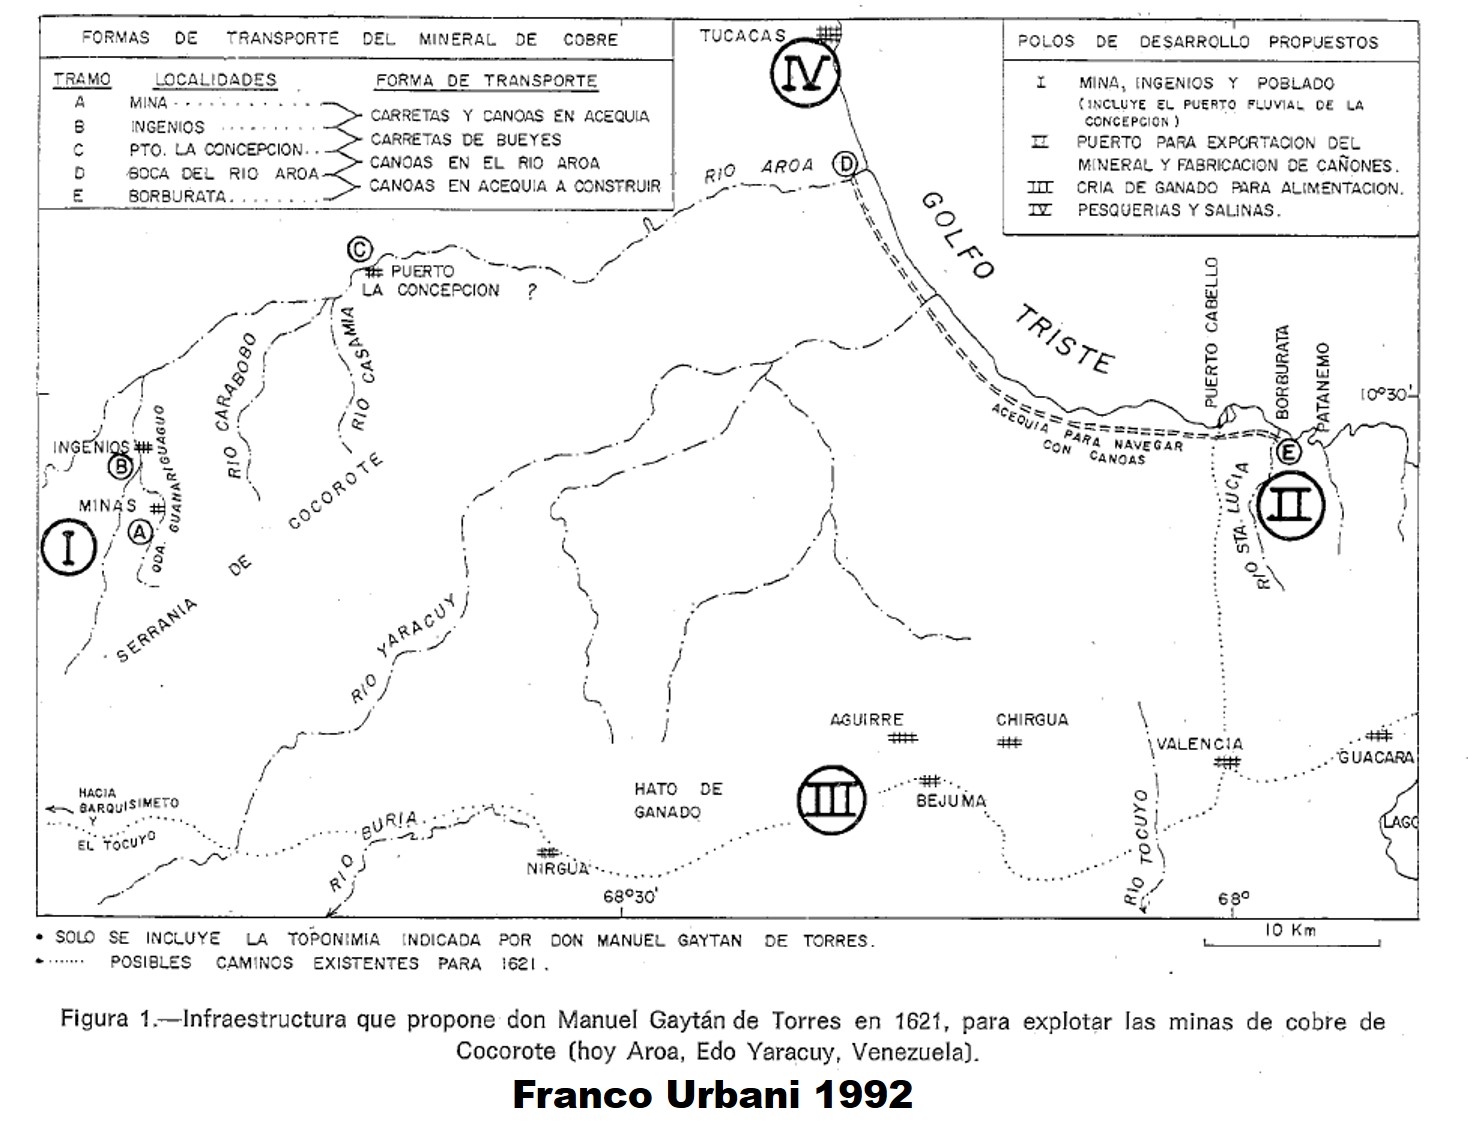 FORMAS DE TRANSPORTE DEL MINERAL DE COBRE
TRAMO LOCALIDADES FORMA DE TRANSPORTE
A MINA
B INGENIOS
C PTO. LA CONCEPCION
D BOCA DEL RIO AROA
E BORBURATA
CARRETAS Y CANOAS EN ACEQUIA
CARRETAS DE BUEYES
CANOAS EN EL RIO AROA
CANOAS EN ACEQUIA A CONSTRUIR
POLOS DE DESARROLLO PROPUESTOS
I MINA, INGENIOS Y POBLADO
(INCLUYE EL PUERTO FLUVIAL DE LA
CONCEPCION)
II PUERTO PARA EXPORTACION DEL
MINERAL Y FABRICACION DE CAÑONES.
III CRIA DE GANADO PARA ALIMENTACION.
IV PESQUERIAS Y SALINAS.
TUCACAS
IV
RIO AROA
D
GOLFO TRISTE
C
PUERTO
LA CONCEPCION ?
RIO CARABOBO
RIO CASAMIA
PUERTO CABELLO
BORBURATA
PATANEMO
10º30'
ACEQUIA PARA NAVEGAR
CON CANOAS
E
II
RIO STA. LUCIA
INGENIOS
B
MINAS
A
I
QDA. GUANARIGUAGUO
SERRANIA DE COCOROTE
RIO YARACUY
AGUIRRE
CHIRGUA
VALENCIA
GUACARA
HACIA
BARQUISIMETO
Y
EL TOCUYO
RIO BURIA
NIRGUA
HATO DE
GANADO
III
BEJUMA
RIO TOCUYO
LAGO
68º30'
68º
10 Km
• SOLO SE INCLUYE LA TOPONIMIA INDICADA POR DON MANUEL GAYTAN DE TORRES.
•······ POSIBLES CAMINOS EXISTENTES PARA 1621.
Figura 1.—Infraestructura que propone don Manuel Gaytán de Torres en 1621, para explotar las minas de cobre de
Cocorote (hoy Aroa, Edo Yaracuy, Venezuela).
Franco Urbani 1992